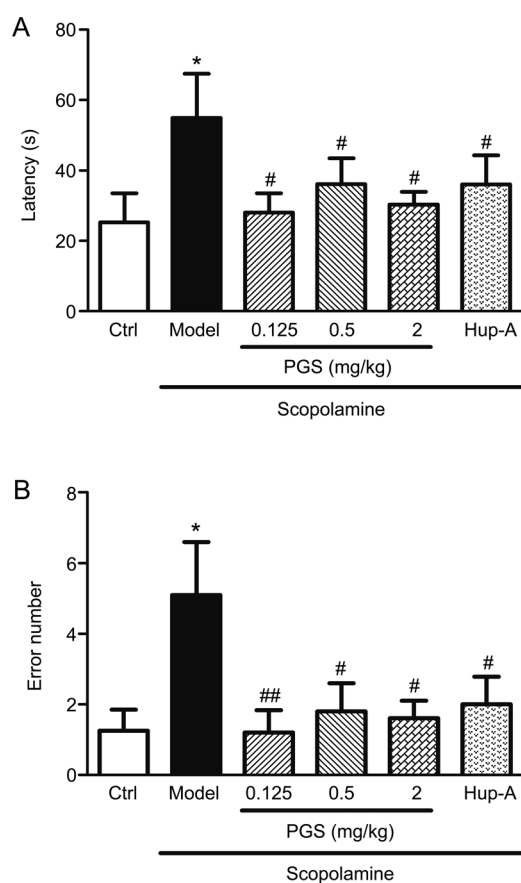 A
80
60
40
20
0
Latency (s)
*
#
#
#
#
Ctrl Model 0.125 0.5 2 Hup-A
PGS (mg/kg)
Scopolamine
B
8
6
4
2
0
Error number
*
##
#
#
#
Ctrl Model 0.125 0.5 2 Hup-A
PGS (mg/kg)
Scopolamine